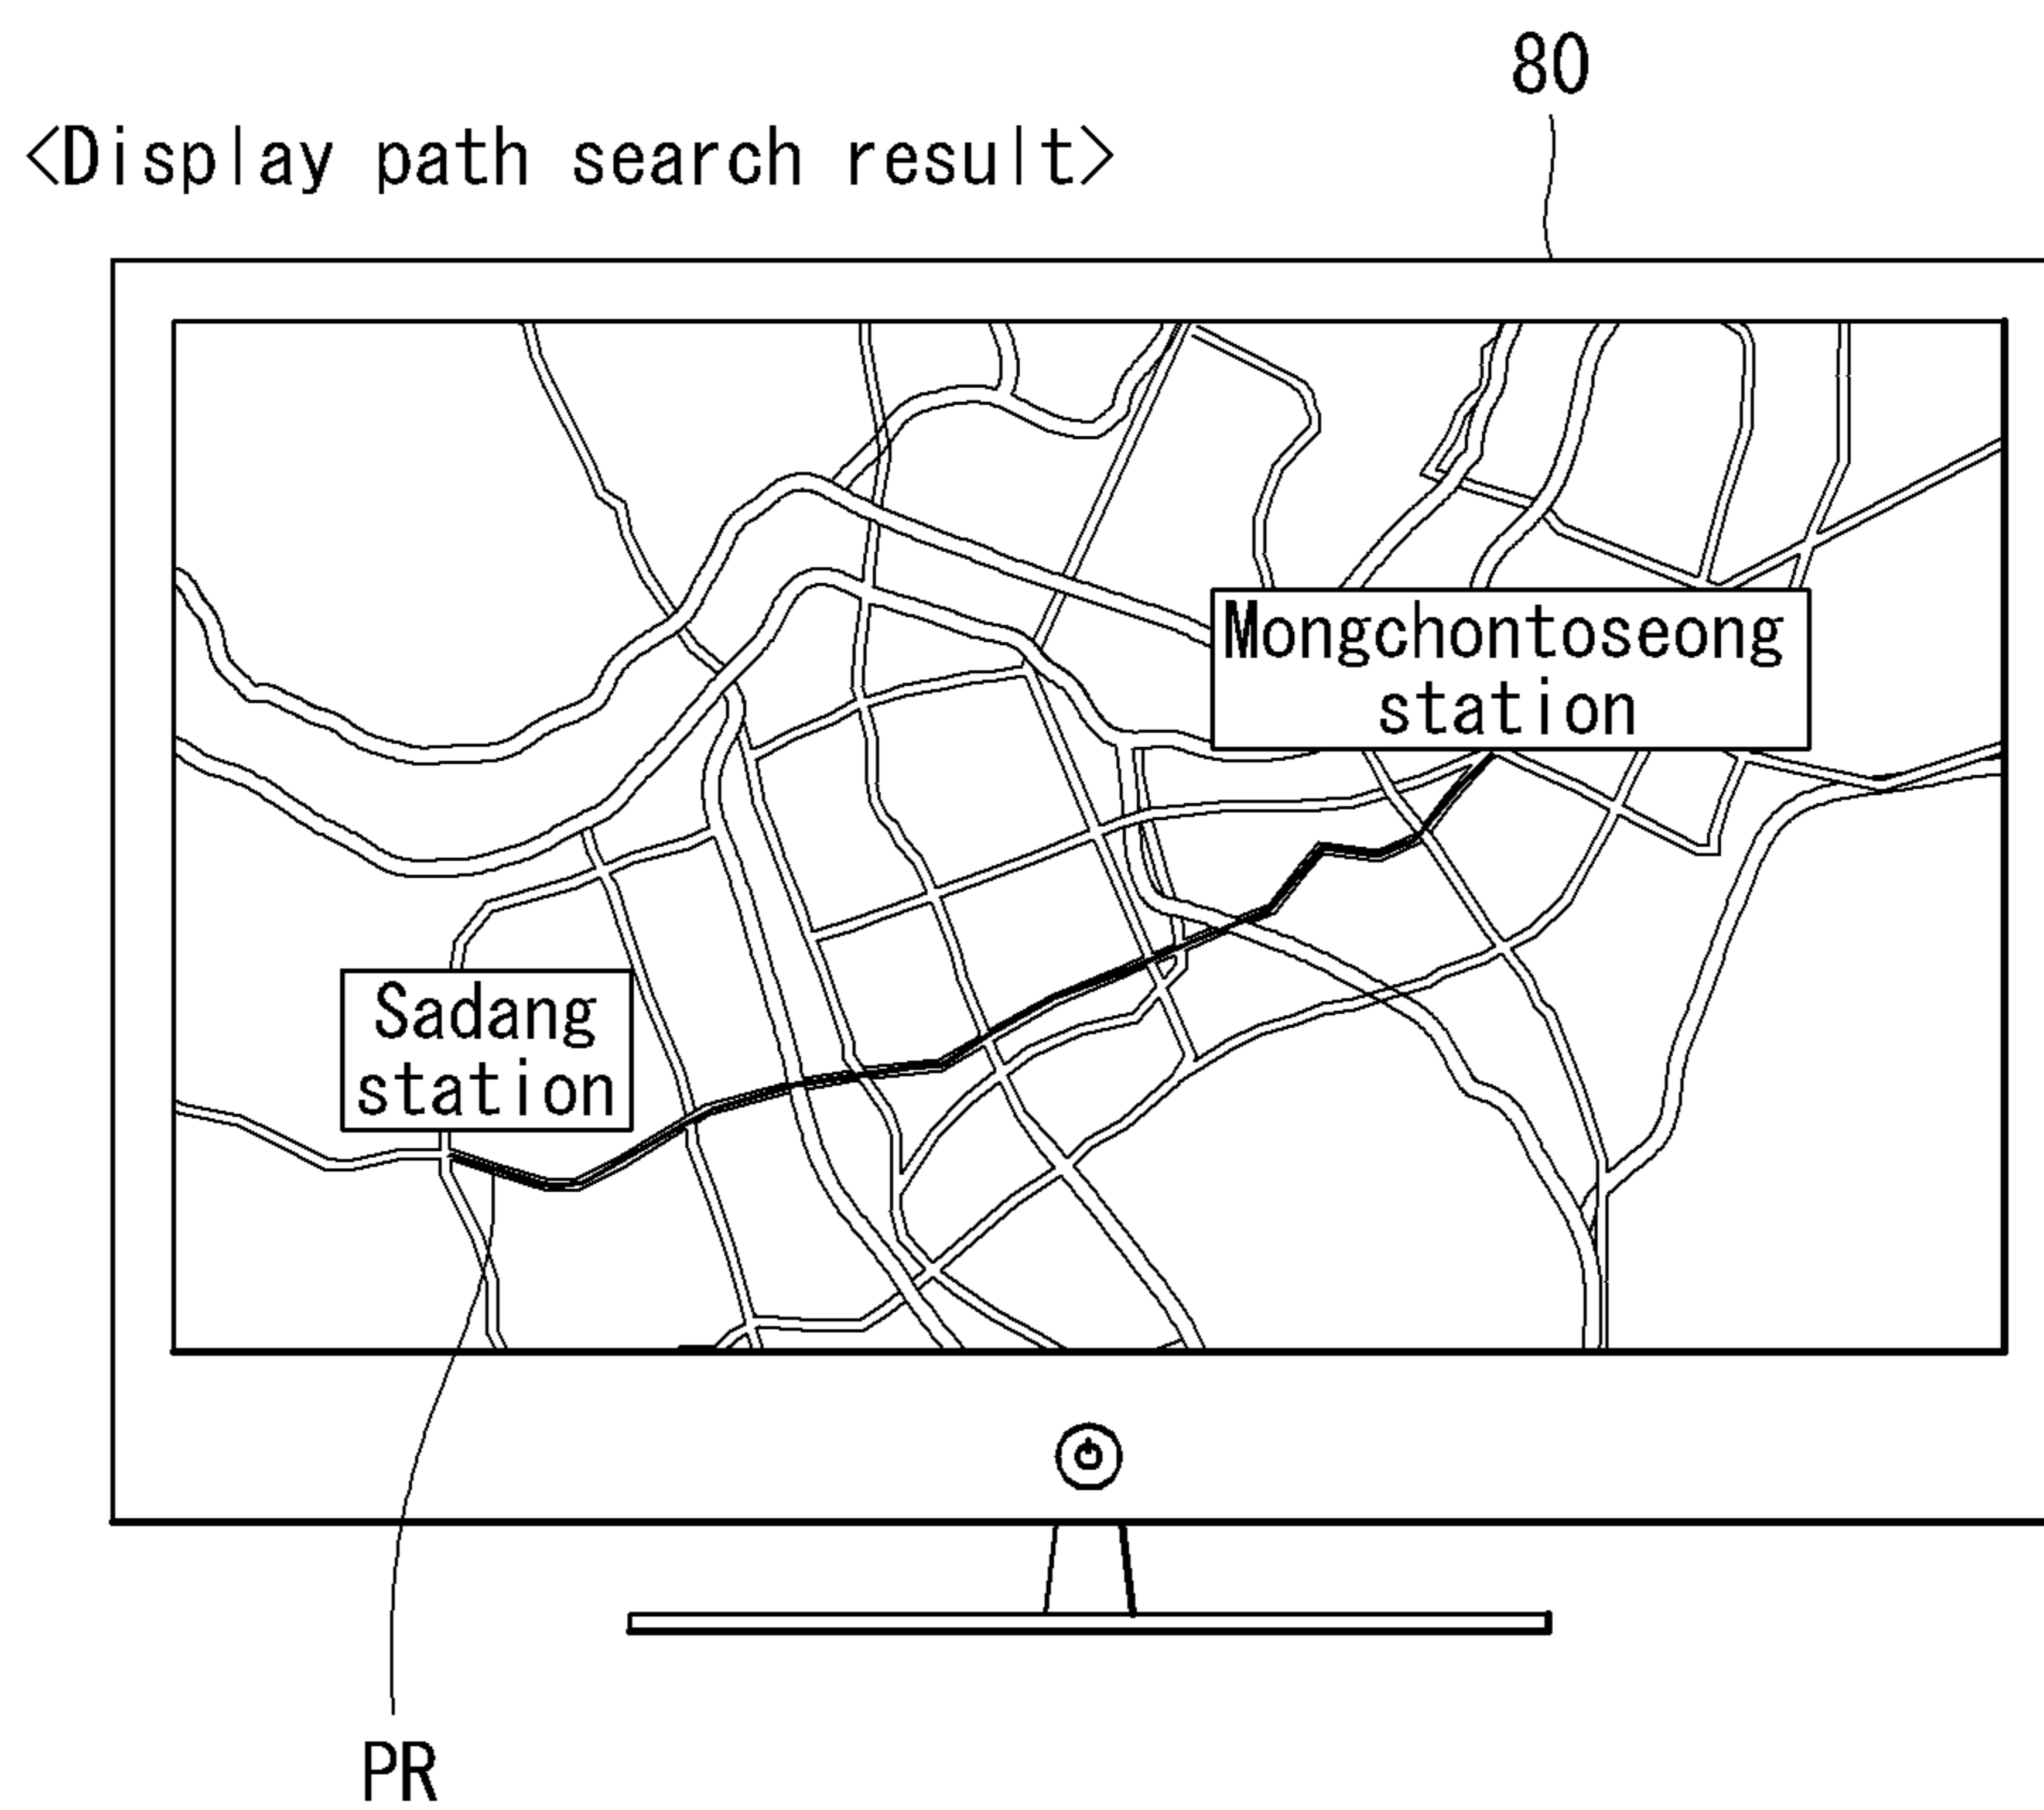 80
<Display path search result>
Mongchontoseong
station
Sadang
station
PR